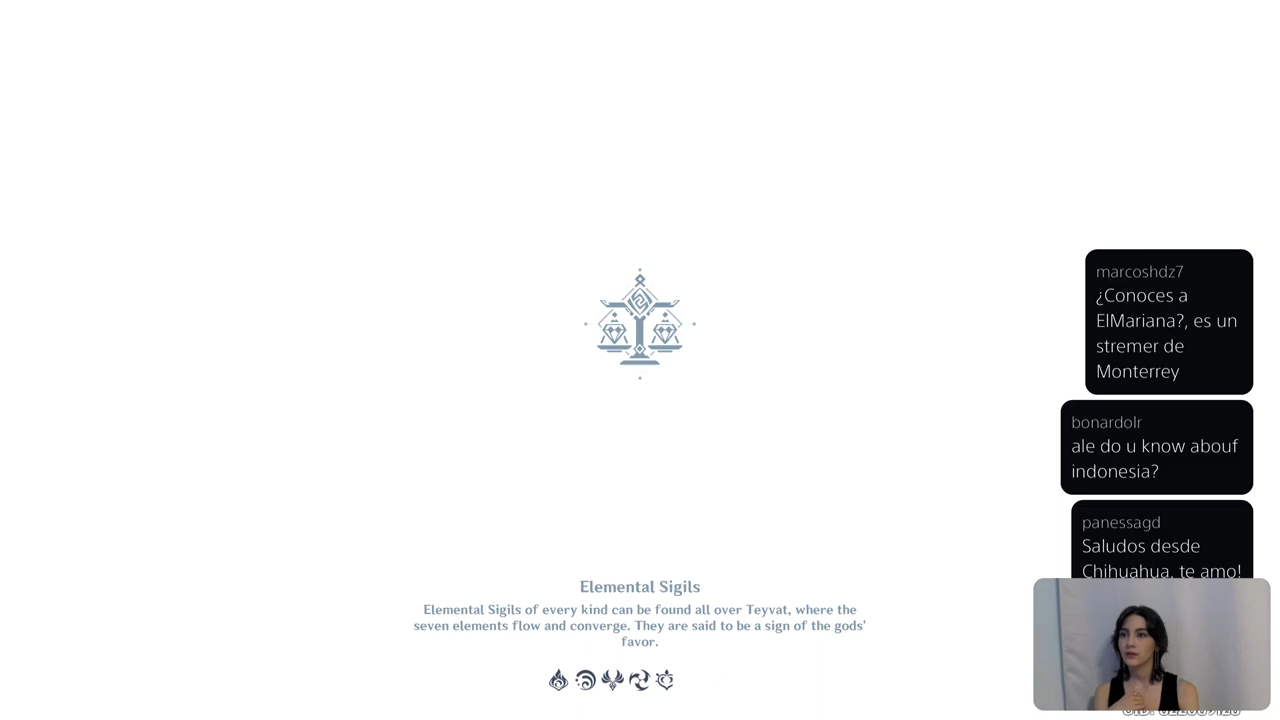 marcoshdz7
¿Conoces a
ElMariana?, es un
stremer de
Monterrey
bonardolr
ale do u know abouf
indonesia?
panessagd
Saludos desde
Chihuahua, te amo!
Elemental Sigils
Elemental Sigils of every kind can be found all over Teyvat, where the
seven elements flow and converge. They are said to be a sign of the gods'
favor.